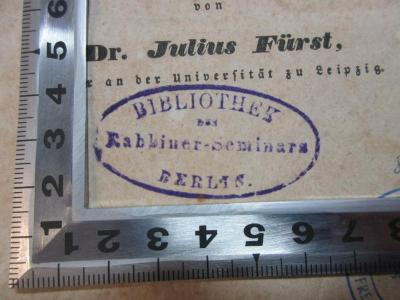 von
Dr. Julius Fürst,
r an der Universität zu Leipzig.
BIBLIOTHEK
DES
Rabbiner-Seminars
BERLIN.
6
5
4
3
2
1
1 2 3 4 5 6 7 8